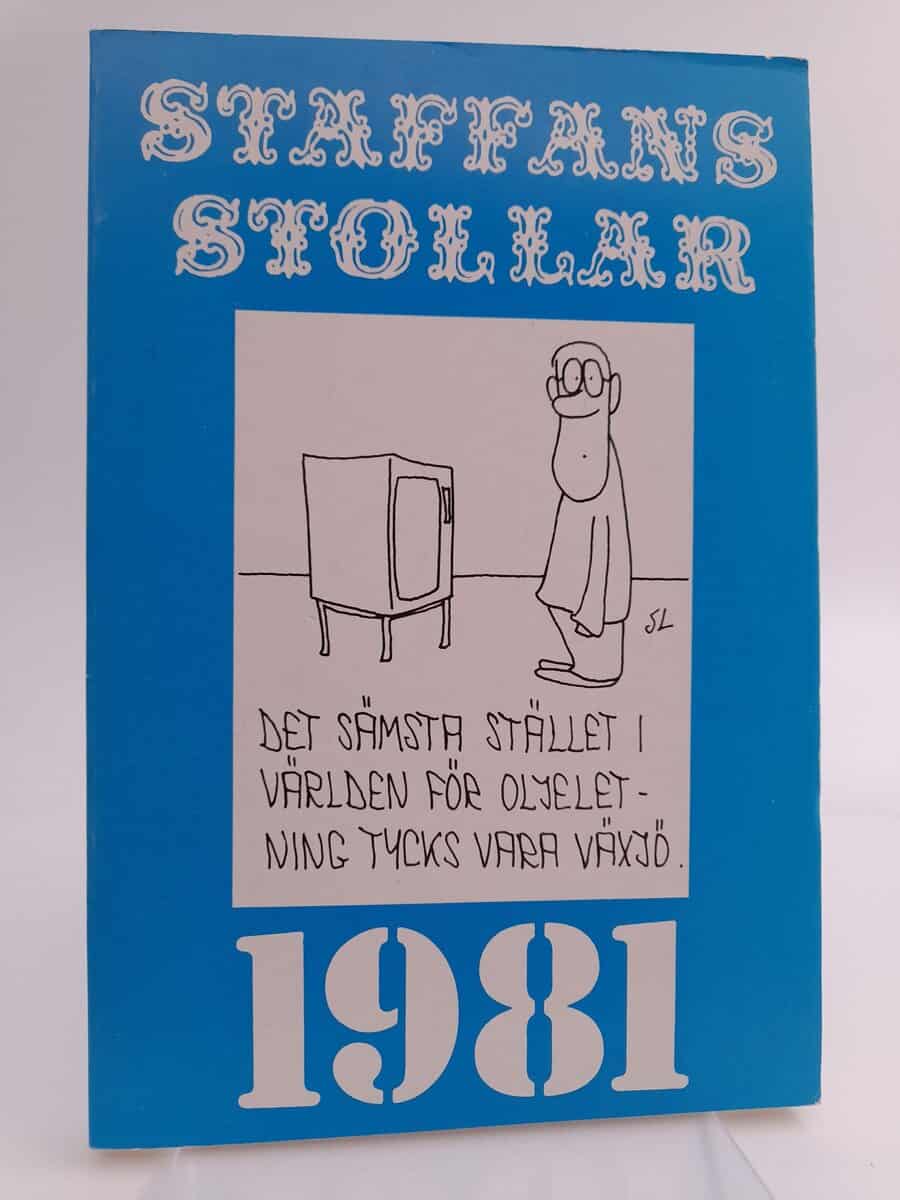 STAFFANS
STOLLAR
SL
DET SÄMSTA STÄLLET I
VÄRLDEN FÖR OLJELET-
NING TYCKS VARA VÄXJÖ.
1981